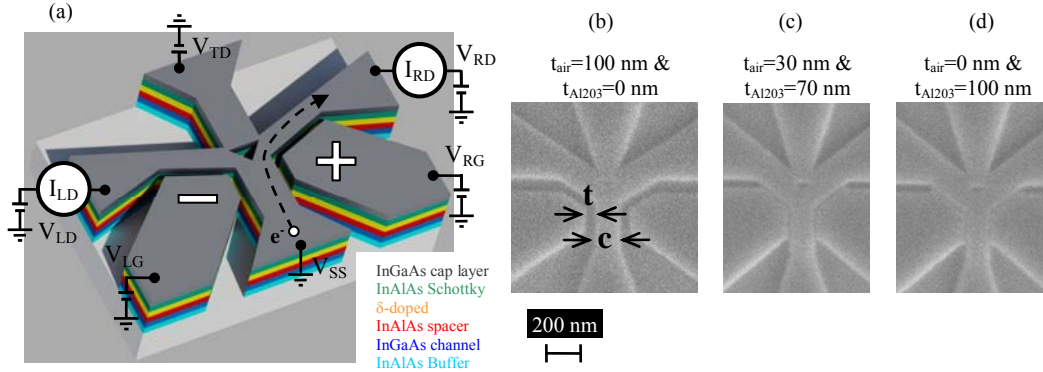 (a)
V_TD
I_RD
V_RD
+
V_RG
I_LD
V_LD
−
V_LG
e-
V_SS
InGaAs cap layer
InAlAs Schottky
δ-doped
InAlAs spacer
InGaAs channel
InAlAs Buffer
(b)
t_air=100 nm &
t_Al203=0 nm
t
c
200 nm
(c)
t_air=30 nm &
t_Al203=70 nm
(d)
t_air=0 nm &
t_Al203=100 nm